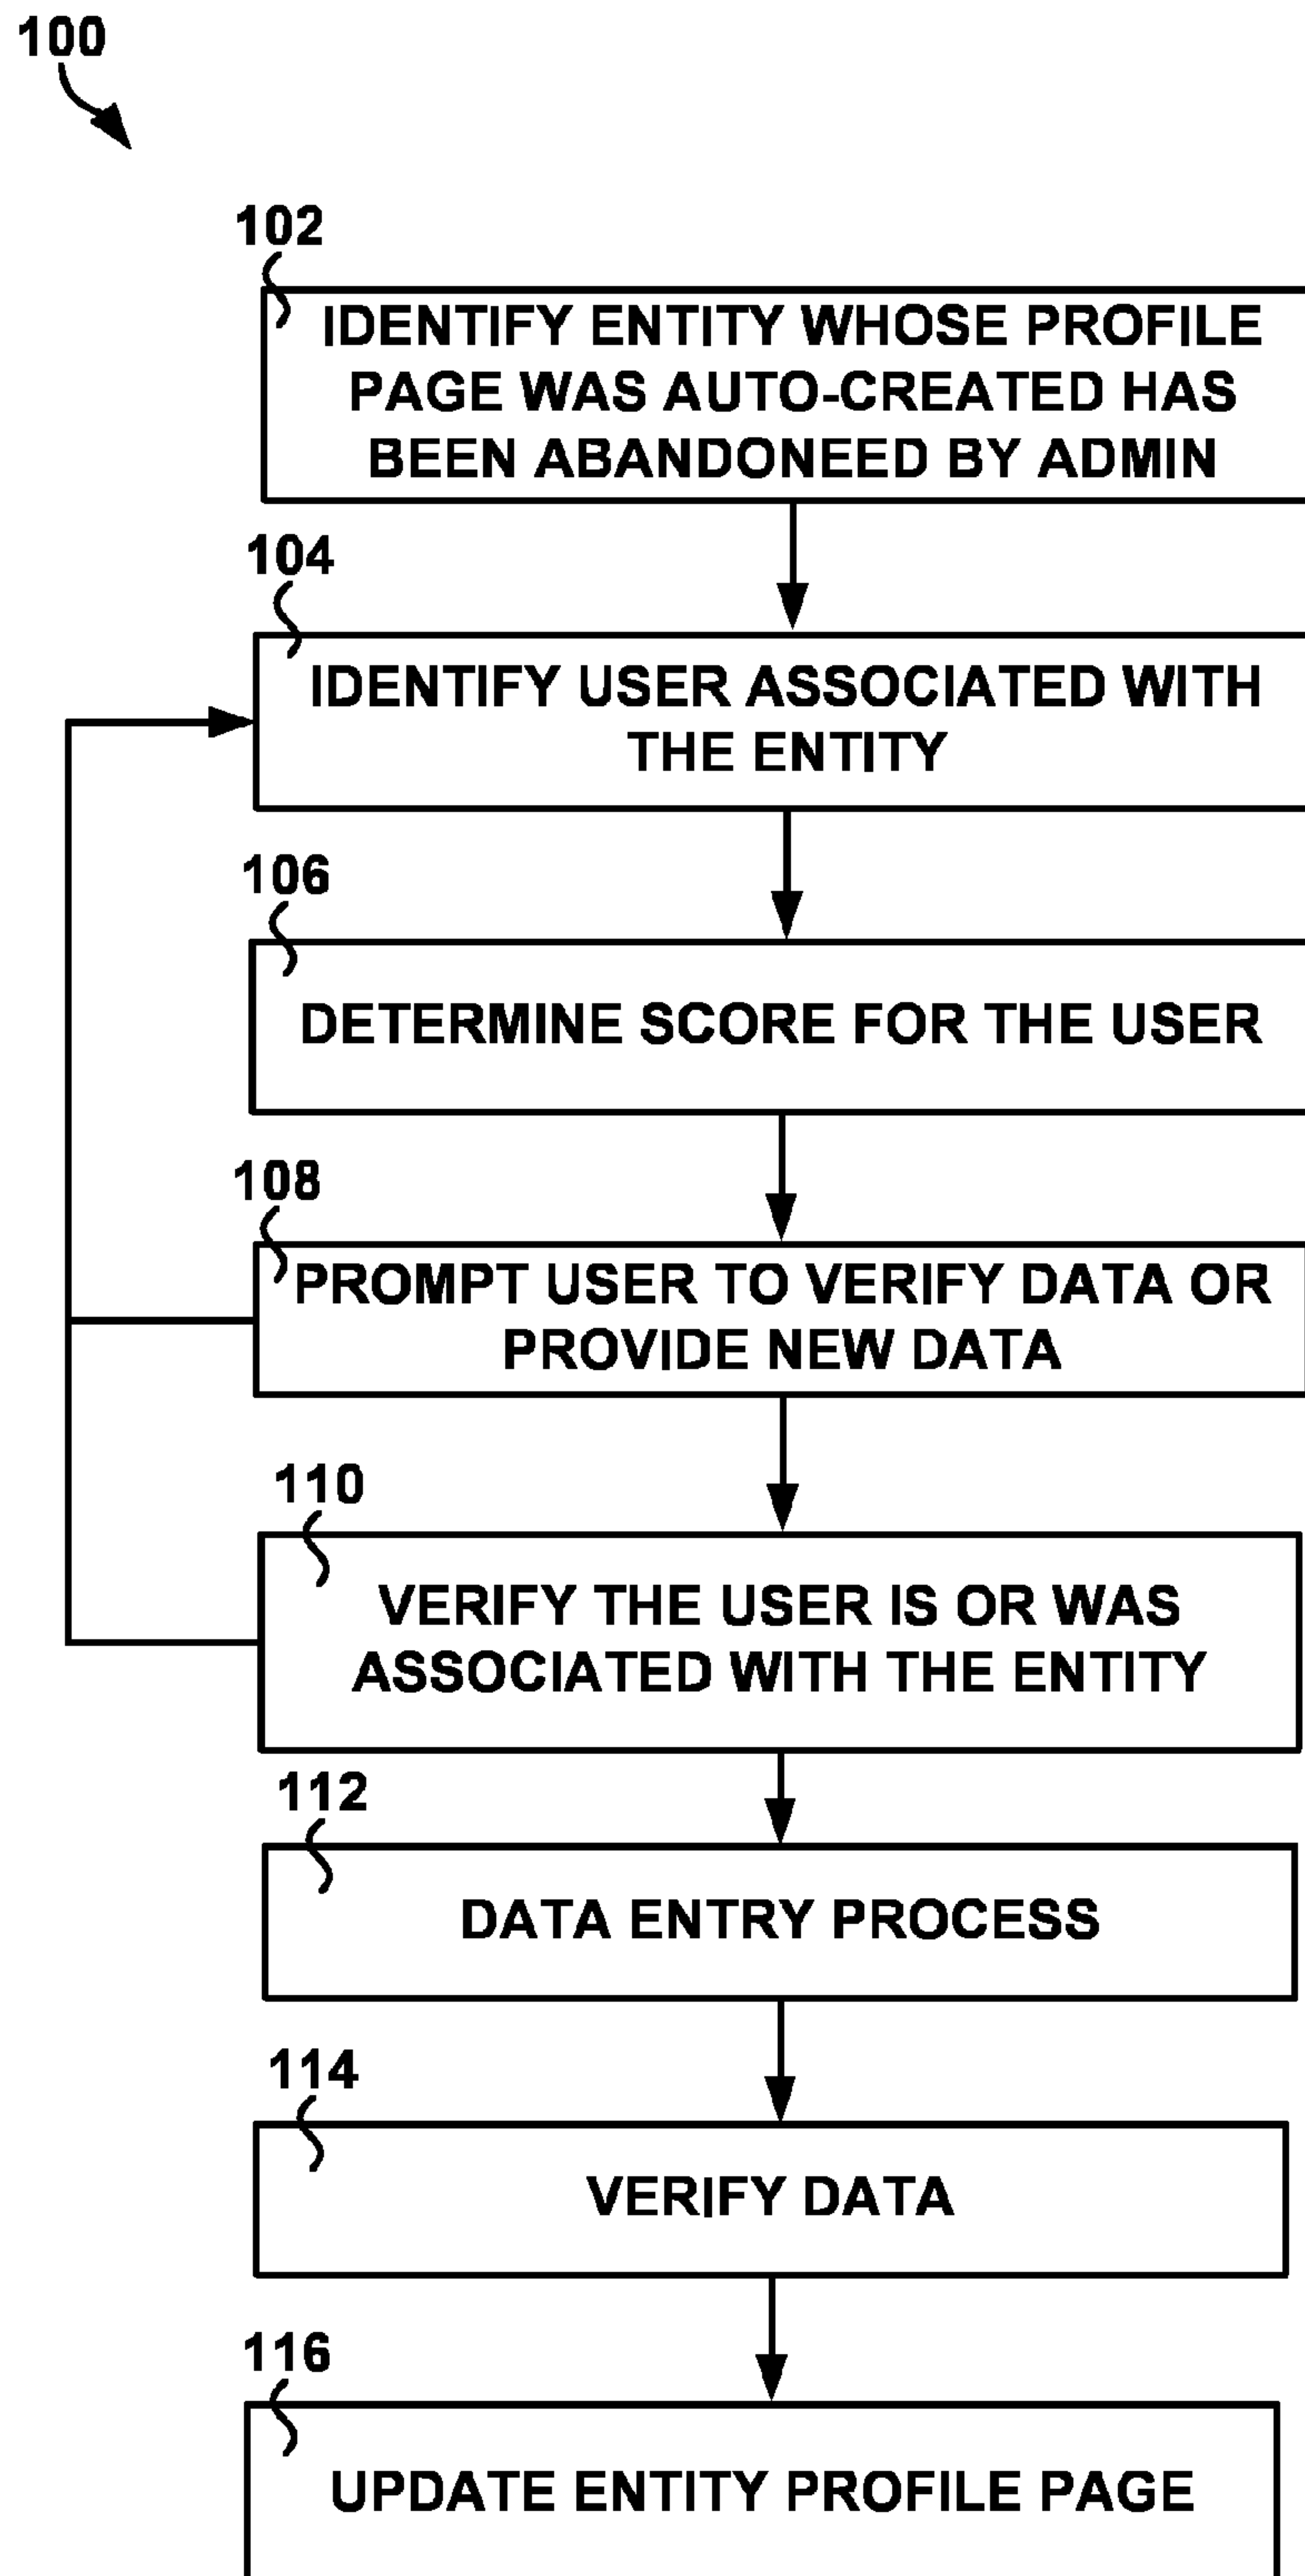 100
102
IDENTIFY ENTITY WHOSE PROFILE
PAGE WAS AUTO-CREATED HAS
BEEN ABANDONEED BY ADMIN
104
IDENTIFY USER ASSOCIATED WITH
THE ENTITY
106
DETERMINE SCORE FOR THE USER
108
PROMPT USER TO VERIFY DATA OR
PROVIDE NEW DATA
110
VERIFY THE USER IS OR WAS
ASSOCIATED WITH THE ENTITY
112
DATA ENTRY PROCESS
114
VERIFY DATA
116
UPDATE ENTITY PROFILE PAGE